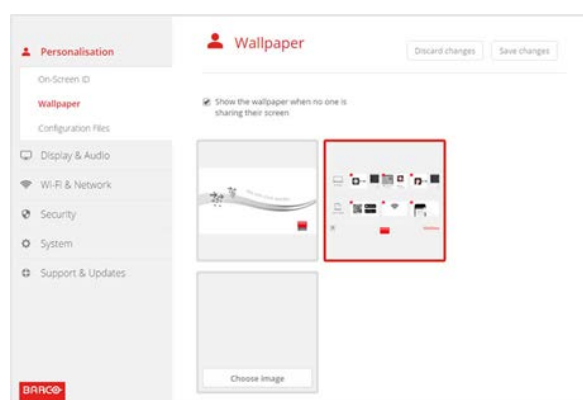 Personalisation
On-Screen ID
Wallpaper
Configuration Files
Display & Audio
Wi-Fi & Network
Security
System
Support & Updates
BARCO
Wallpaper
Discard changes
Save changes
Show the wallpaper when no one is
sharing their screen
Choose image